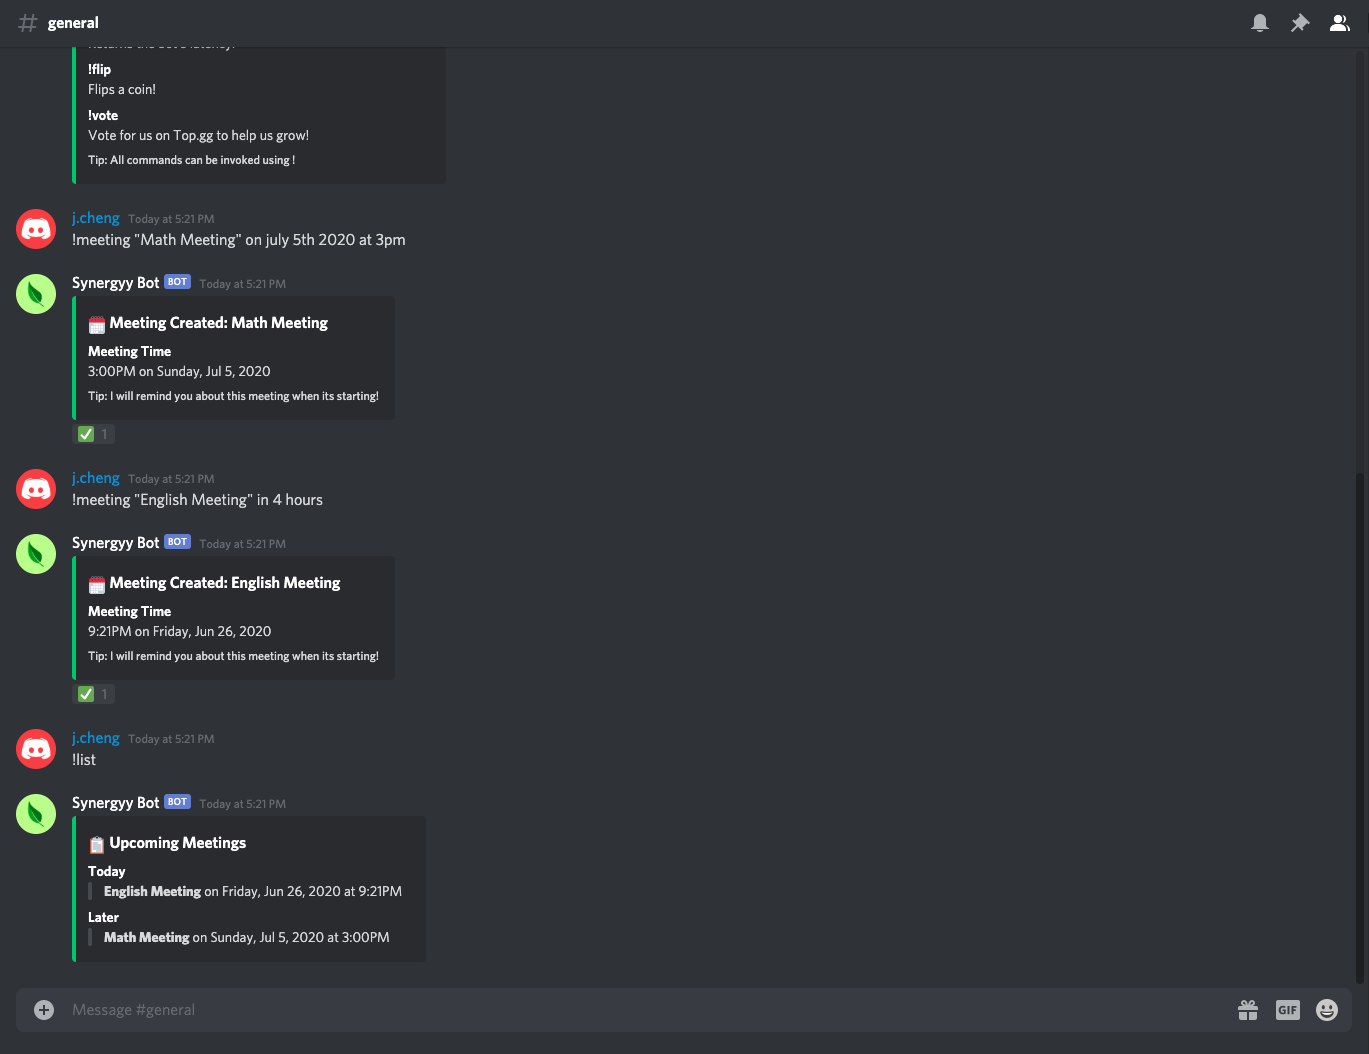 general
Returns the bot's latency!
!flip
Flips a coin!
!vote
Vote for us on Top.gg to help us grow!
Tip: All commands can be invoked using !
j.cheng Today at 5:21 PM
!meeting "Math Meeting" on july 5th 2020 at 3pm
Synergyy Bot BOT Today at 5:21 PM
Meeting Created: Math Meeting
Meeting Time
3:00PM on Sunday, Jul 5, 2020
Tip: I will remind you about this meeting when its starting!
1
j.cheng Today at 5:21 PM
!meeting "English Meeting" in 4 hours
Synergyy Bot BOT Today at 5:21 PM
Meeting Created: English Meeting
Meeting Time
9:21PM on Friday, Jun 26, 2020
Tip: I will remind you about this meeting when its starting!
1
j.cheng Today at 5:21 PM
!list
Synergyy Bot BOT Today at 5:21 PM
Upcoming Meetings
Today
English Meeting on Friday, Jun 26, 2020 at 9:21PM
Later
Math Meeting on Sunday, Jul 5, 2020 at 3:00PM
Message #general
GIF